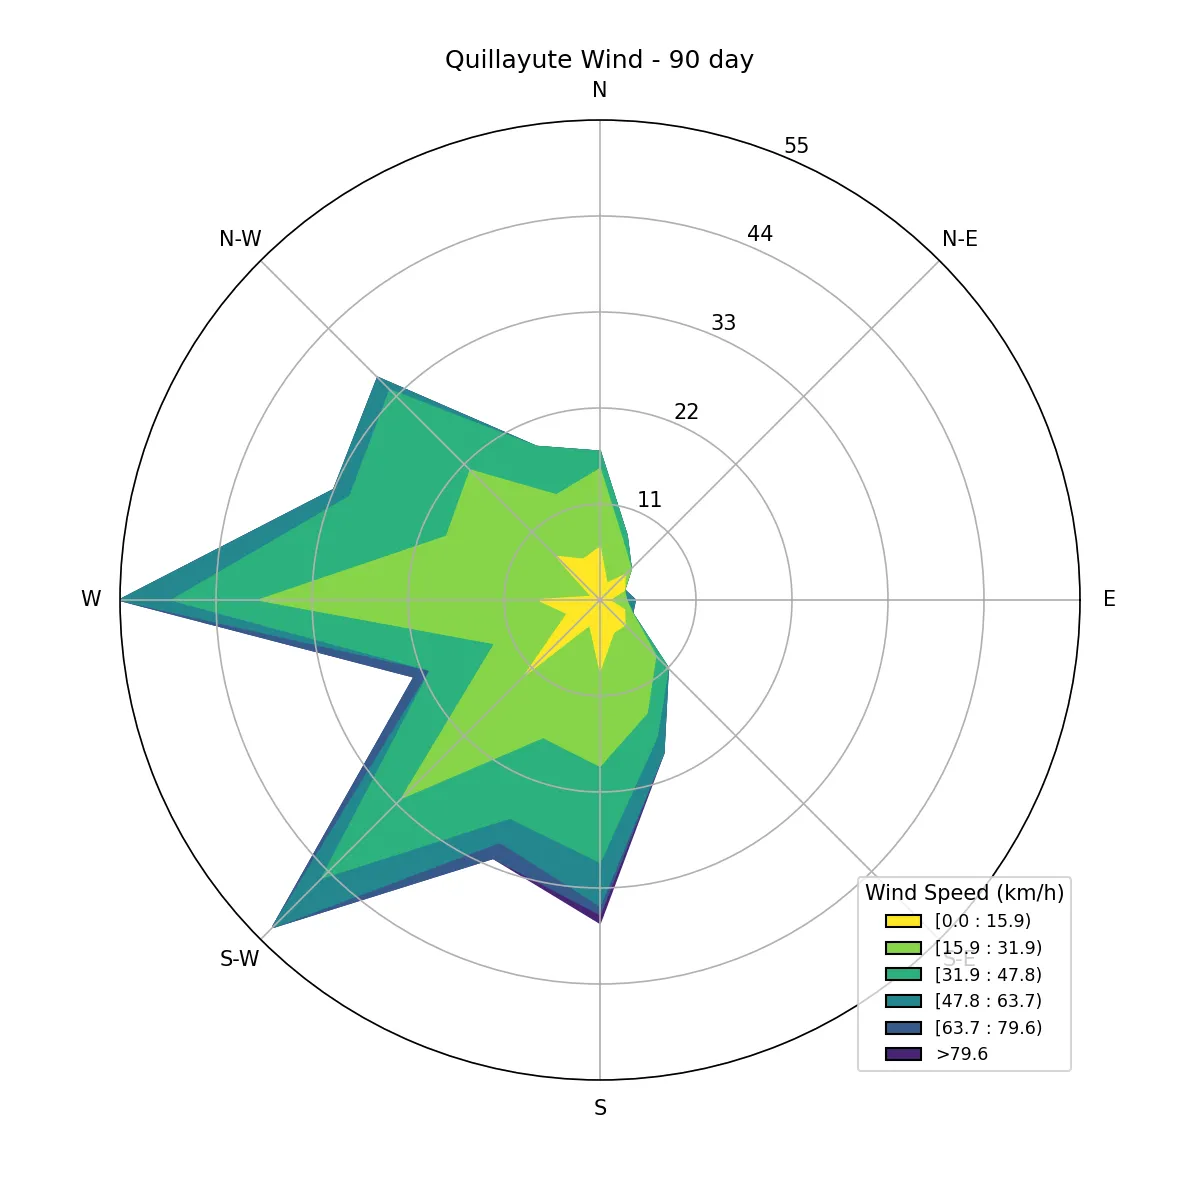 Quillayute Wind - 90 day
N
55
N-W
N-E
44
33
22
11
W
E
S-W
S-E
S
Wind Speed (km/h)
[0.0 : 15.9)
[15.9 : 31.9)
[31.9 : 47.8)
[47.8 : 63.7)
[63.7 : 79.6)
>79.6